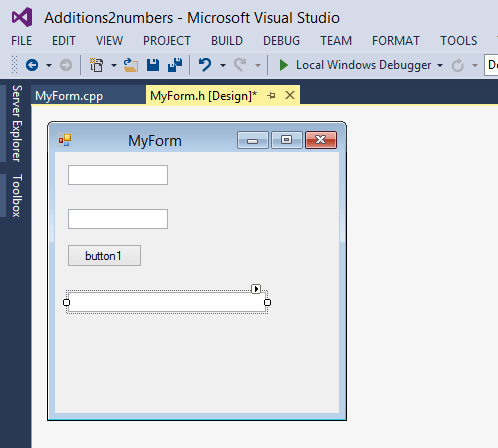 Additions2numbers - Microsoft Visual Studio
FILE EDIT VIEW PROJECT BUILD DEBUG TEAM FORMAT TOOLS
Local Windows Debugger De
Server Explorer
Toolbox
MyForm.cpp MyForm.h [Design]*
MyForm
button1